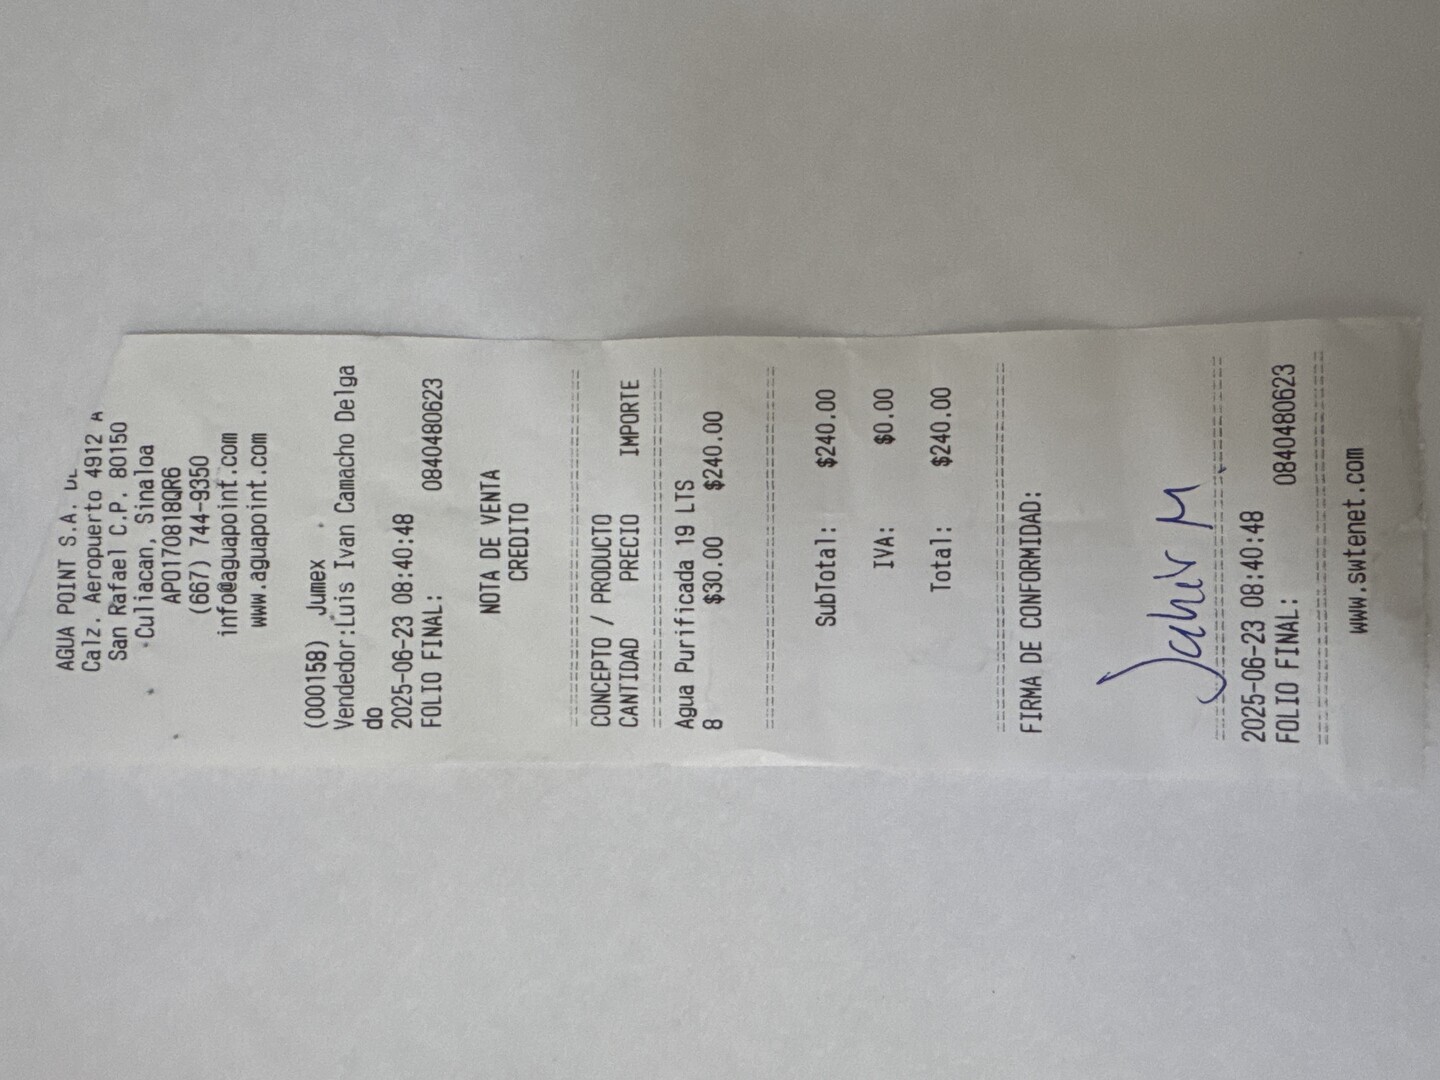 AGUA POINT S.A.
Calz. Aeropuerto 4912 A
San Rafael C.P. 80150
Culiacan, Sinaloa
APO170818QR6
(667) 744-9350
info@aguapoint.com
www.aguapoint.com
(000158) Jumex
Vendedor:Luis Ivan Camacho Delga
do
2025-06-23 08:40:48
FOLIO FINAL: 0840480623
NOTA DE VENTA
CREDITO
================================
CONCEPTO / PRODUCTO
CANTIDAD PRECIO IMPORTE
================================
Agua Purificada 19 LTS
8 $30.00 $240.00
================================
SubTotal: $240.00
IVA: $0.00
Total: $240.00
================================
FIRMA DE CONFORMIDAD:
================================
2025-06-23 08:40:48
FOLIO FINAL: 0840480623
================================
www.swtenet.com